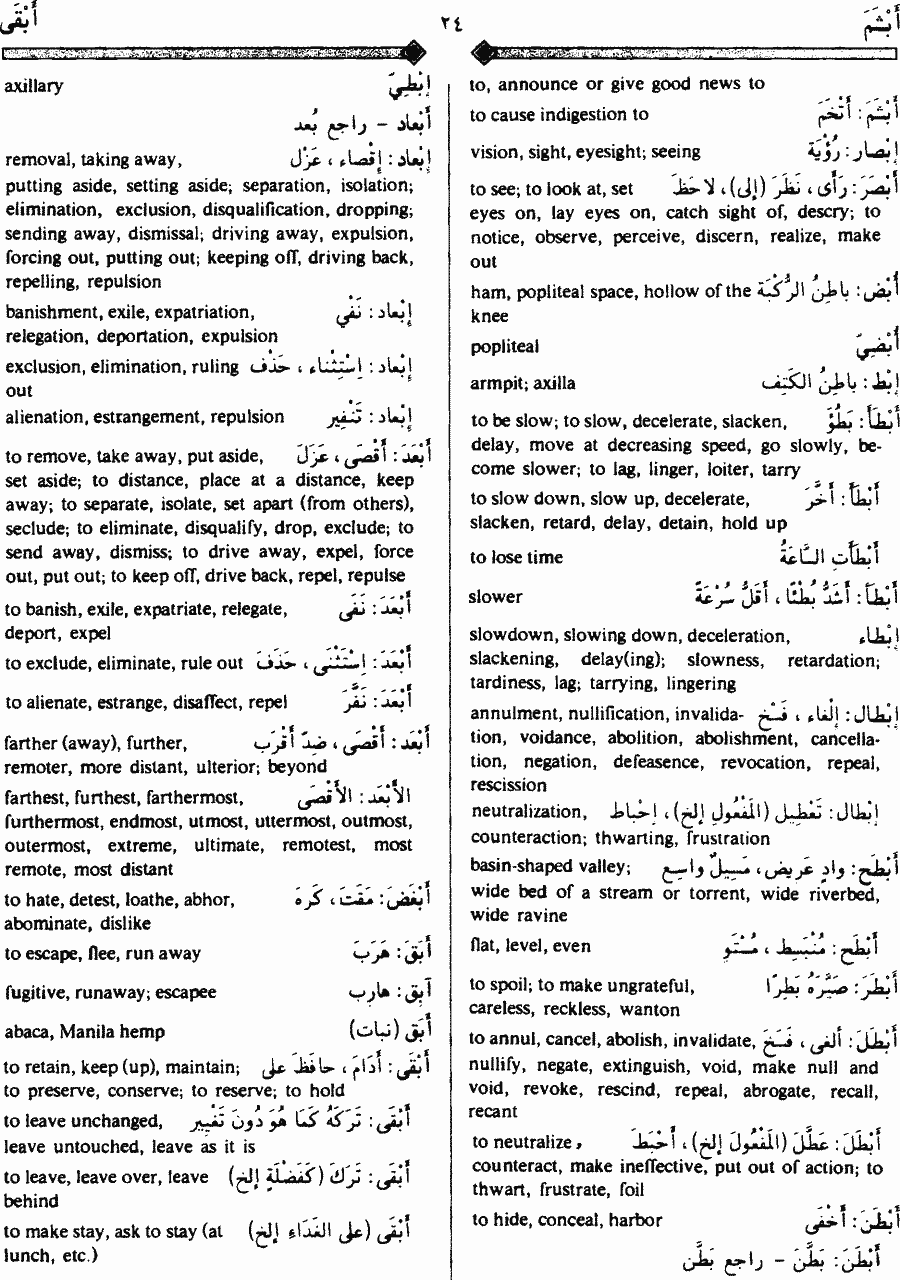 أَبْشَمَ ٢٤ أَبْقَى
to, announce or give good news to
أَبْشَمَ: أَتْخَمَ to cause indigestion to
إبْصار: رُؤْيَة vision, sight, eyesight; seeing
أَبْصَرَ: رَأَى، نَظَرَ (إلى)، لاحَظَ to see; to look at, set
eyes on, lay eyes on, catch sight of, descry; to
notice, observe, perceive, discern, realize, make
out
أَبْض: باطِنُ الرُّكْبَة ham, popliteal space, hollow of the
knee
أَبْضِيّ popliteal
إبْط: باطِنُ الكَتِف armpit; axilla
أَبْطَأَ: بَطُؤَ to be slow; to slow, decelerate, slacken,
delay, move at decreasing speed, go slowly, be-
come slower; to lag, linger, loiter, tarry
أَبْطَأَ: أَخَّرَ to slow down, slow up, decelerate,
slacken, retard, delay, detain, hold up
أَبْطَأَتِ السَّاعَةُ to lose time
أَبْطَأ: أَشَدُّ بُطْئًا، أَقَلُّ سُرْعَةً slower
إبْطاء slowdown, slowing down, deceleration,
slackening, delay(ing); slowness, retardation;
tardiness, lag; tarrying, lingering
إبْطال: إلْغاء، فَسْخ annulment, nullification, invalida-
tion, voidance, abolition, abolishment, cancella-
tion, negation, defeasence, revocation, repeal,
rescission
إبْطال: تَعْطِيل (المَفْعُولِ إلخ)، إحْباط neutralization,
counteraction; thwarting, frustration
أَبْطَح: وادٍ عَرِيض، مَسِيلٌ واسِع basin-shaped valley;
wide bed of a stream or torrent, wide riverbed,
wide ravine
أَبْطَح: مُنْبَسِط، مُسْتَوٍ flat, level, even
أَبْطَرَ: صَيَّرَهُ بَطِرًا to spoil; to make ungrateful,
careless, reckless, wanton
أَبْطَلَ: ألغى، فَسَخَ to annul, cancel, abolish, invalidate,
nullify, negate, extinguish, void, make null and
void, revoke, rescind, repeal, abrogate, recall,
recant
أَبْطَلَ: عَطَّلَ (المَفْعُولَ إلخ)، أَحْبَطَ to neutralize,
counteract, make ineffective, put out of action; to
thwart, frustrate, foil
أَبْطَنَ: أَخْفَى to hide, conceal, harbor
أَبْطَنَ: بَطَّنَ - راجع بَطَّنَ
إبْطِيّ axillary
أَبْعاد - راجع بُعد
إبْعاد: إقْصاء، عَزْل removal, taking away,
putting aside, setting aside; separation, isolation;
elimination, exclusion, disqualification, dropping;
sending away, dismissal; driving away, expulsion,
forcing out, putting out; keeping off, driving back,
repelling, repulsion
إبْعاد: نَفْي banishment, exile, expatriation,
relegation, deportation, expulsion
إبْعاد: اِسْتِثْناء، حَذْف exclusion, elimination, ruling
out
إبْعاد: تَنْفِير alienation, estrangement, repulsion
أَبْعَدَ: أَقْصَى، عَزَلَ to remove, take away, put aside,
set aside; to distance, place at a distance, keep
away; to separate, isolate, set apart (from others),
seclude; to eliminate, disqualify, drop, exclude; to
send away, dismiss; to drive away, expel, force
out, put out; to keep off, drive back, repel, repulse
أَبْعَدَ: نَفَى to banish, exile, expatriate, relegate,
deport, expel
أَبْعَدَ: اِسْتَثْنَى، حَذَفَ to exclude, eliminate, rule out
أَبْعَدَ: نَفَّرَ to alienate, estrange, disaffect, repel
أَبْعَد: أَقْصَى، ضِدّ أَقْرَب farther (away), further,
remoter, more distant, ulterior; beyond
الأَبْعَد: الأَقْصَى farthest, furthest, farthermost,
furthermost, endmost, utmost, uttermost, outmost,
outermost, extreme, ultimate, remotest, most
remote, most distant
أَبْغَضَ: مَقَتَ، كَرِهَ to hate, detest, loathe, abhor,
abominate, dislike
أَبَقَ: هَرَبَ to escape, flee, run away
آبِق: هارِب fugitive, runaway; escapee
أَبَق (نبات) abaca, Manila hemp
أَبْقَى: أَدَامَ، حافَظَ على to retain, keep (up), maintain;
to preserve, conserve; to reserve; to hold
أَبْقَى: تَرَكَهُ كَمَا هُوَ دُونَ تَغْيِير to leave unchanged,
leave untouched, leave as it is
أَبْقَى: تَرَكَ (كَفَضْلَةٍ إلخ) to leave, leave over, leave
behind
أَبْقَى (على الغَدَاءِ إلخ) to make stay, ask to stay (at
lunch, etc.)